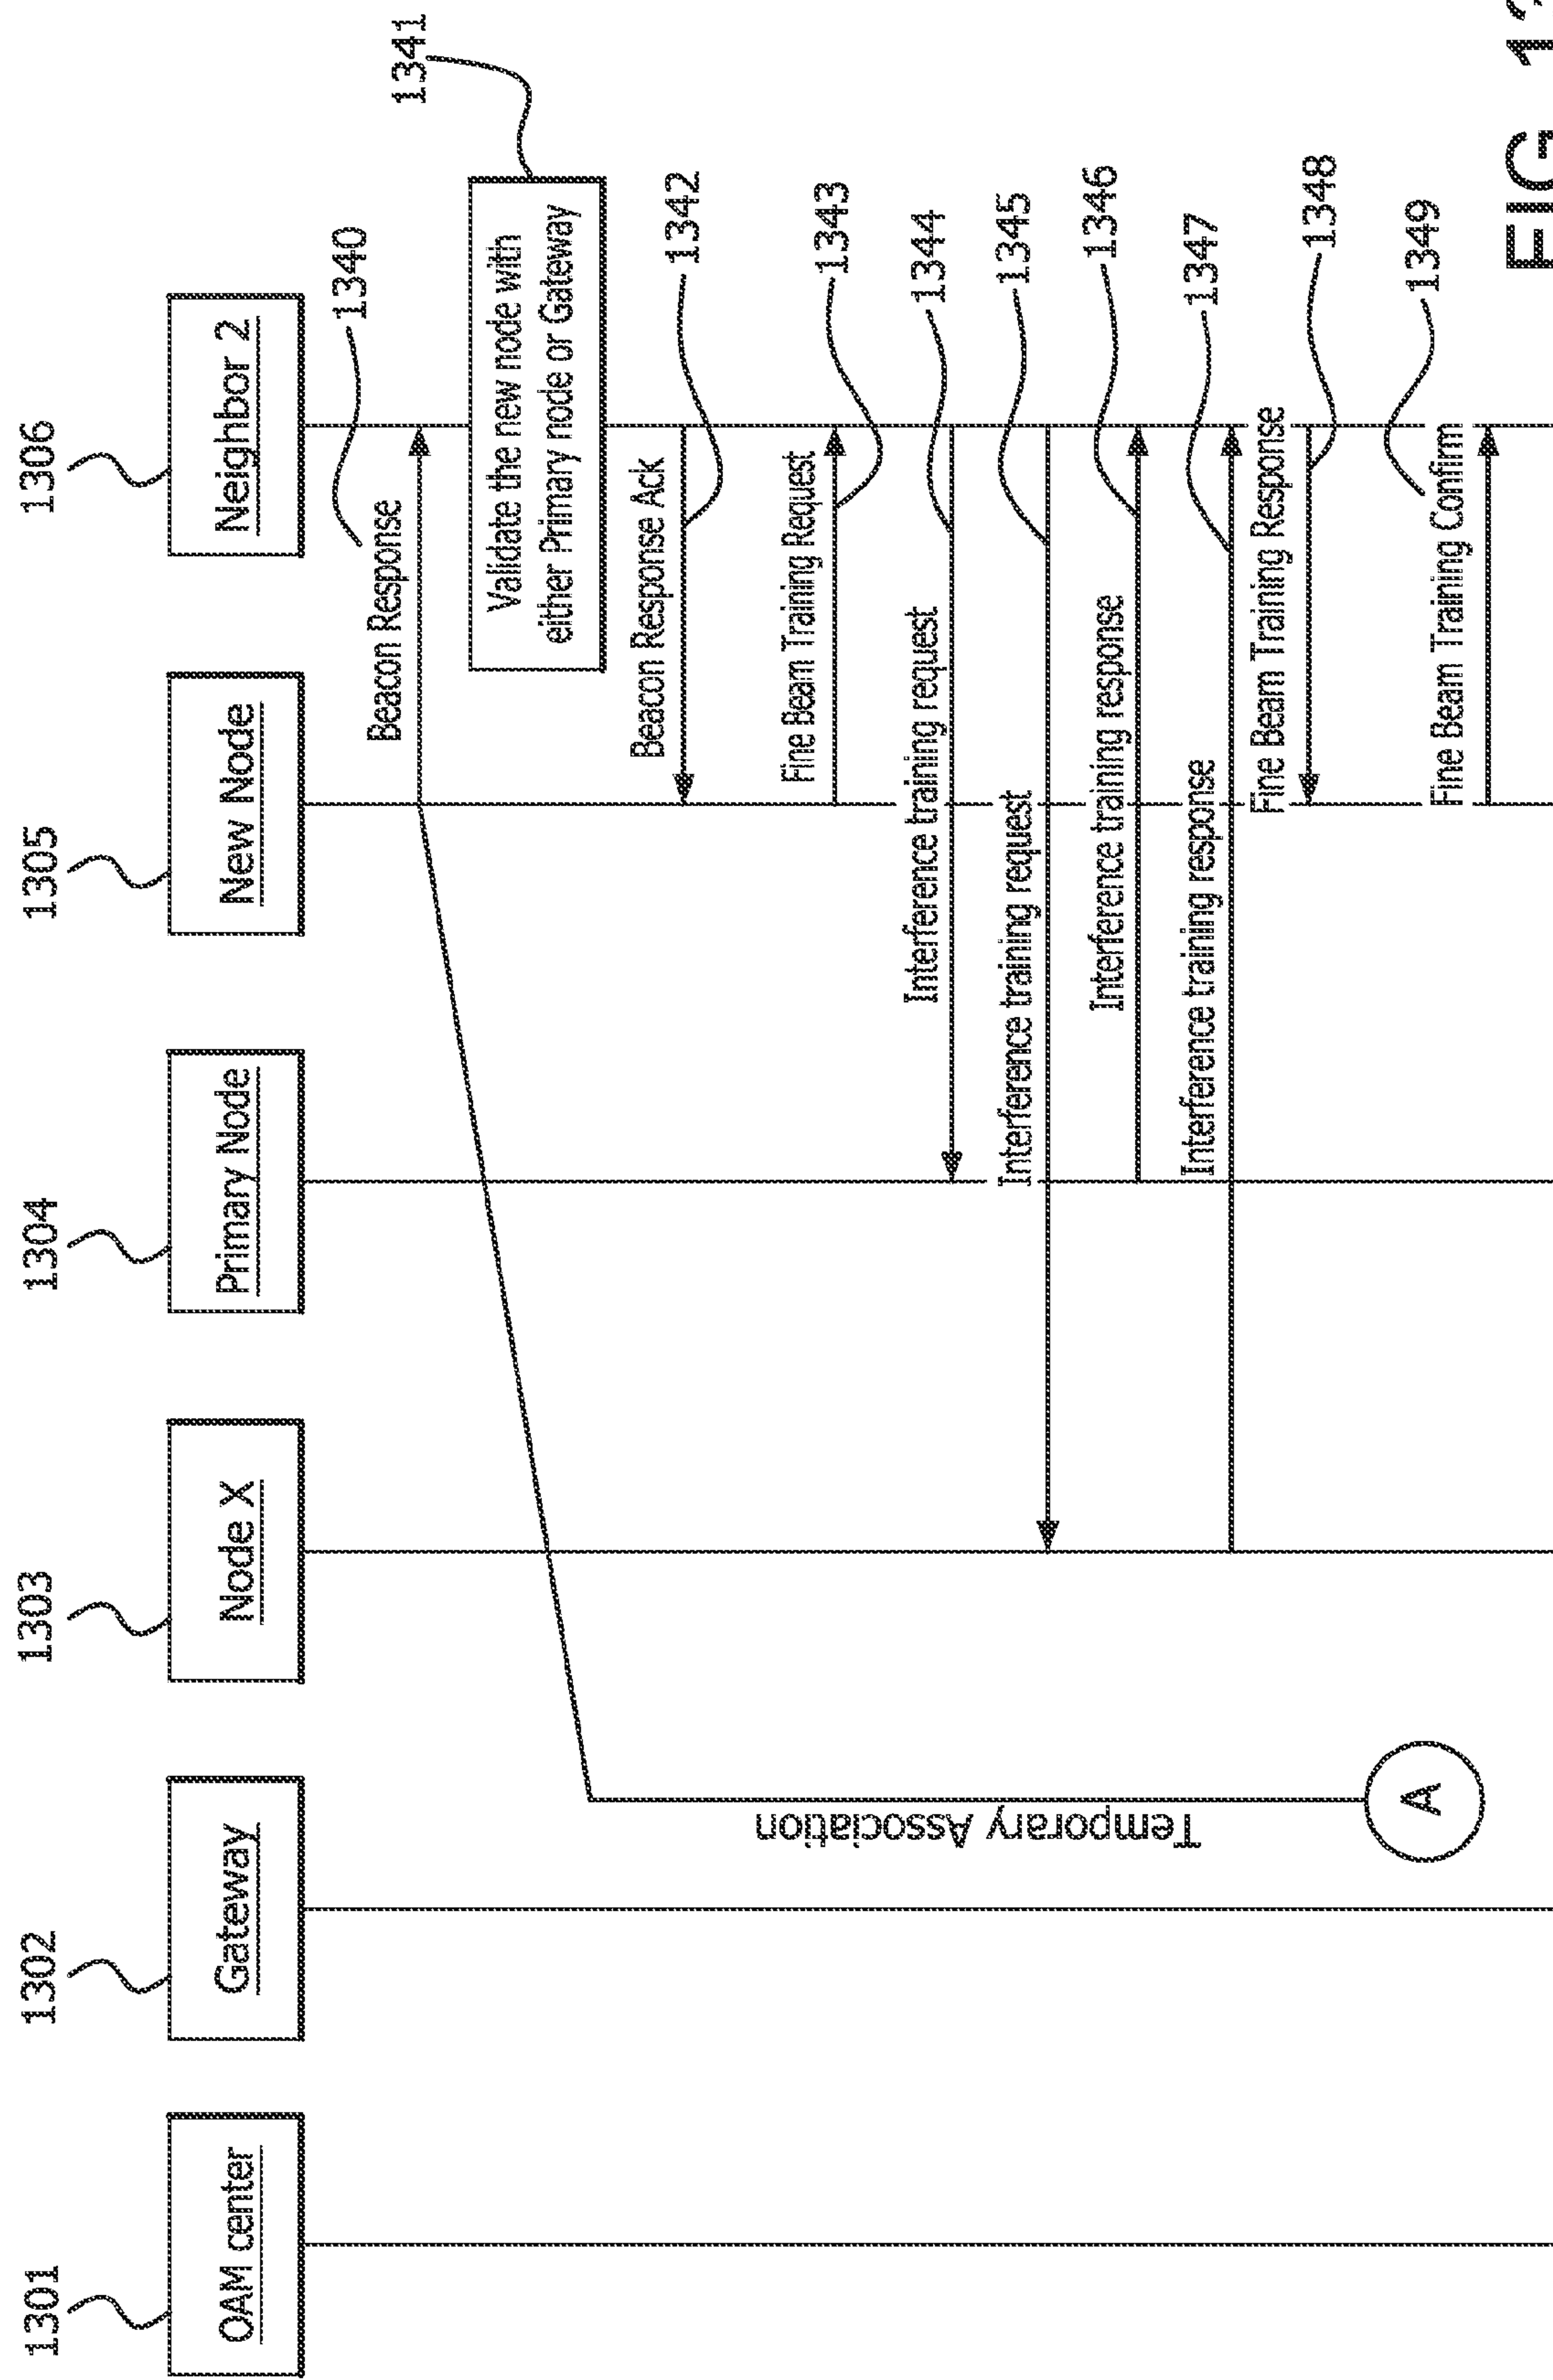 1301
1302
1303
1304
1305
1306
OAM center
Gateway
Node X
Primary Node
New Node
Neighbor 2
1340
Beacon Response
1341
Validate the new node with
either Primary node or Gateway
Beacon Response Ack
1342
Fine Beam Training Request
1343
Interference training request
1344
Interference training request
1345
Interference training response
1346
Interference training response
1347
Fine Beam Training Response
1348
Fine Beam Training Confirm
1349
Temporary Association
A
FIG